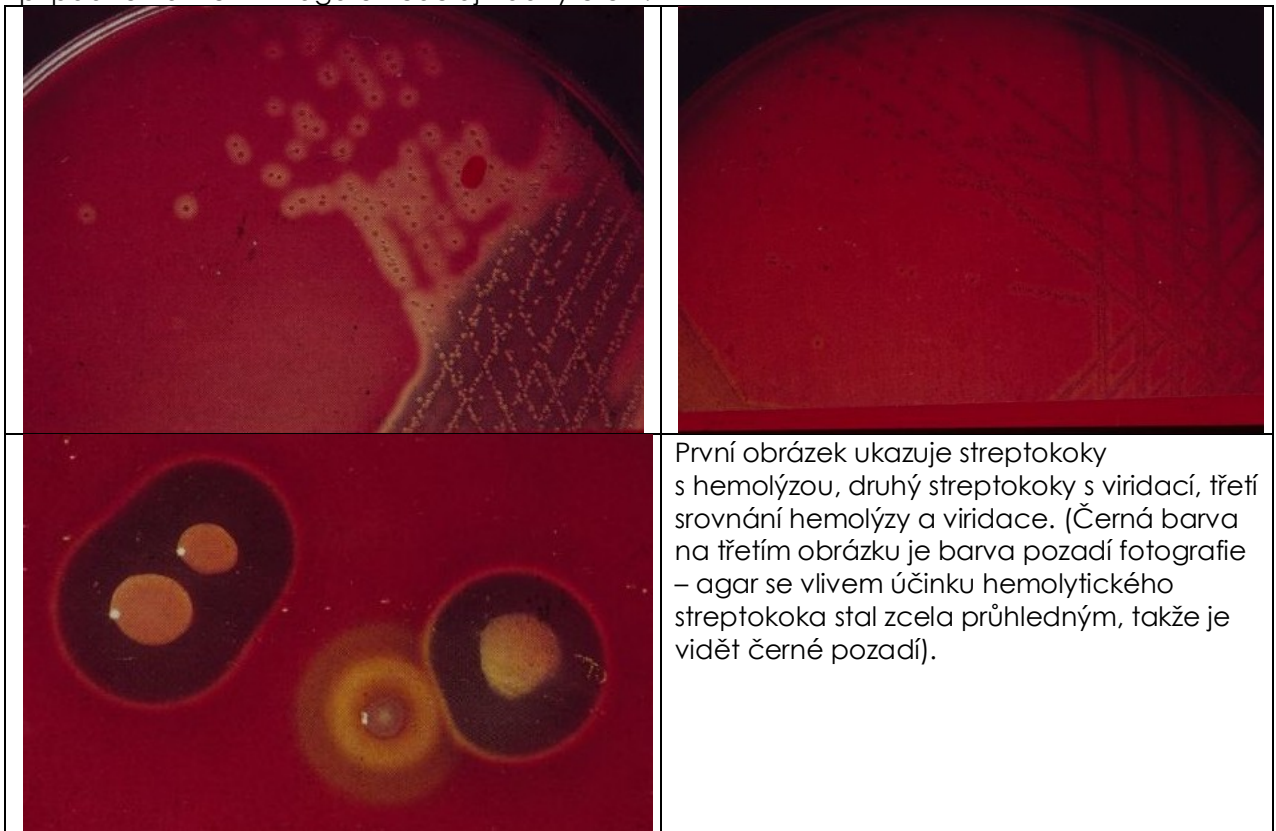 První obrázek ukazuje streptokoky
s hemolýzou, druhý streptokoky s viridací, třetí
srovnání hemolýzy a viridace. (Černá barva
na třetím obrázku je barva pozadí fotografie
– agar se vlivem účinku hemolytického
streptokoka stal zcela průhledným, takže je
vidět černé pozadí).